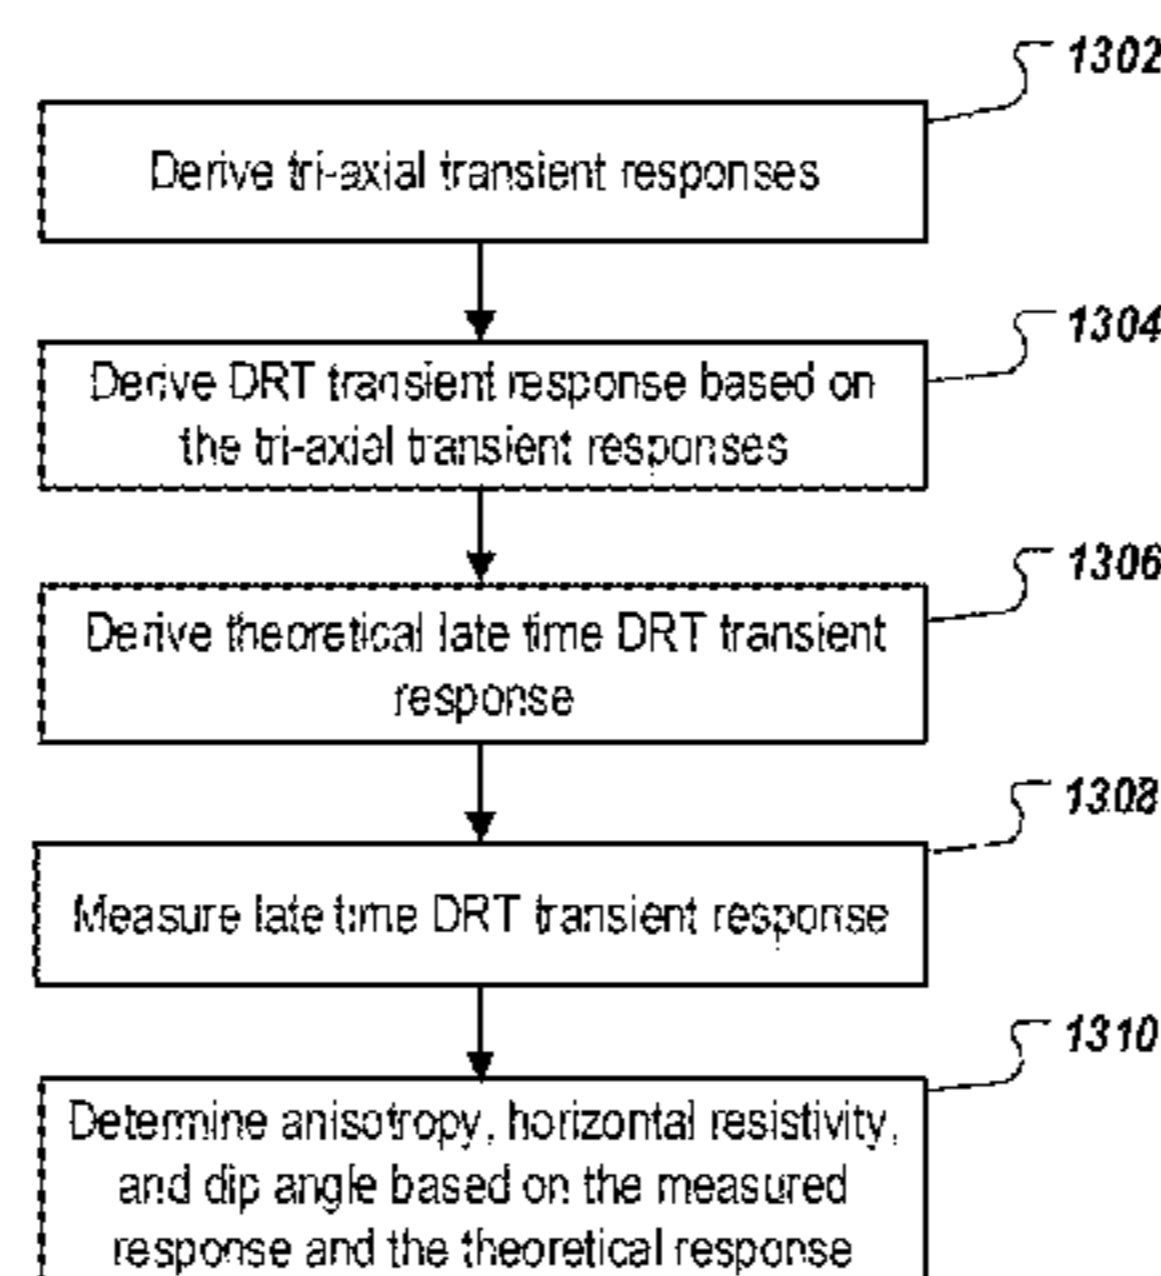 1302
Derive tri-axial transient responses
1304
Derive DRT transient response based on
the tri-axial transient responses
1306
Derive theoretical late time DRT transient
response
1308
Measure late time DRT transient response
1310
Determine anisotropy, horizontal resistivity,
and dip angle based on the measured
response and the theoretical response